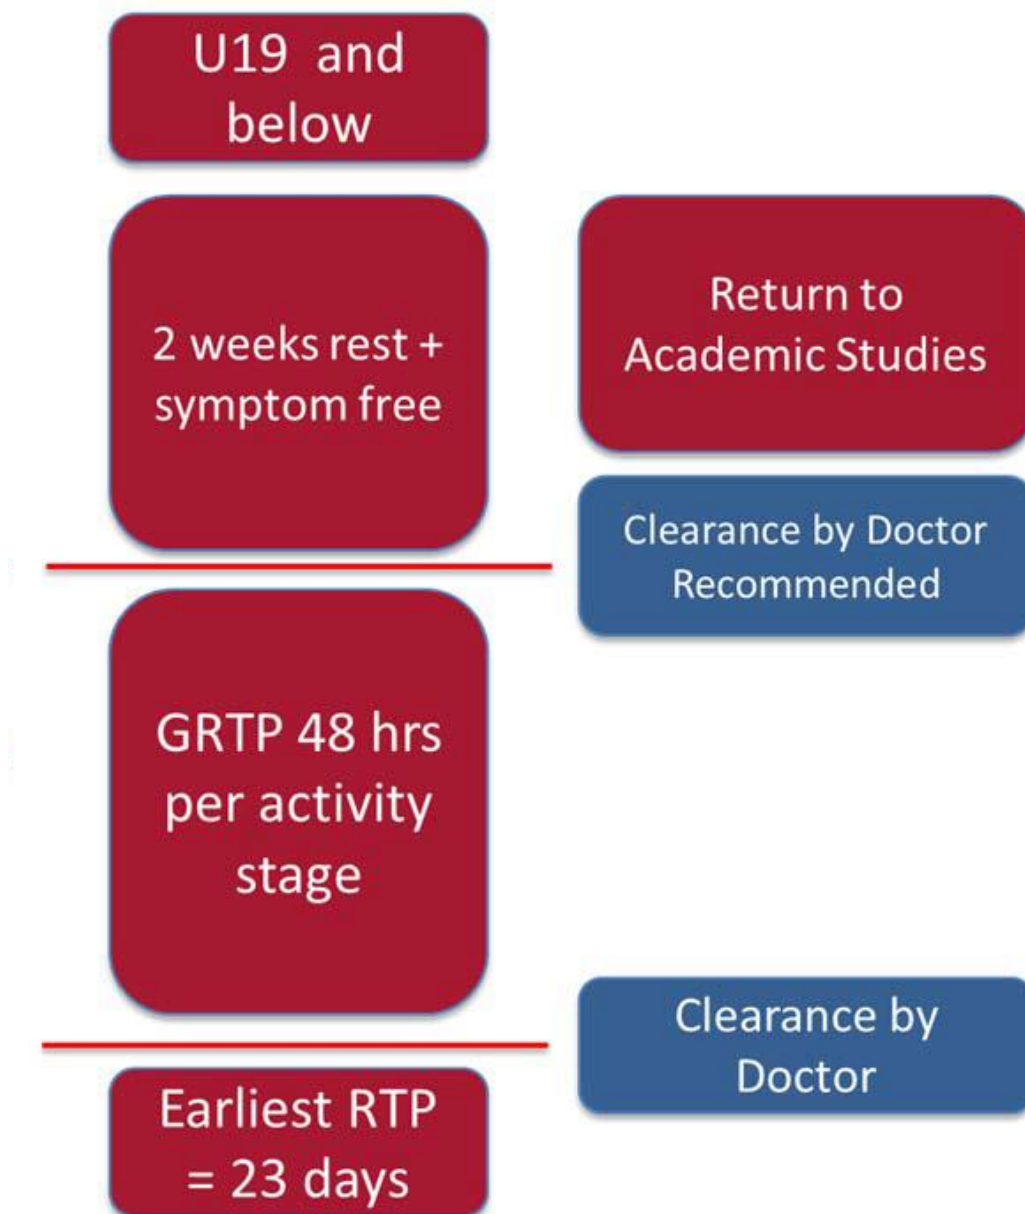 U19 and
below
2 weeks rest +
symptom free
Return to
Academic Studies
Clearance by Doctor
Recommended
GRTP 48 hrs
per activity
stage
Clearance by
Doctor
Earliest RTP
= 23 days